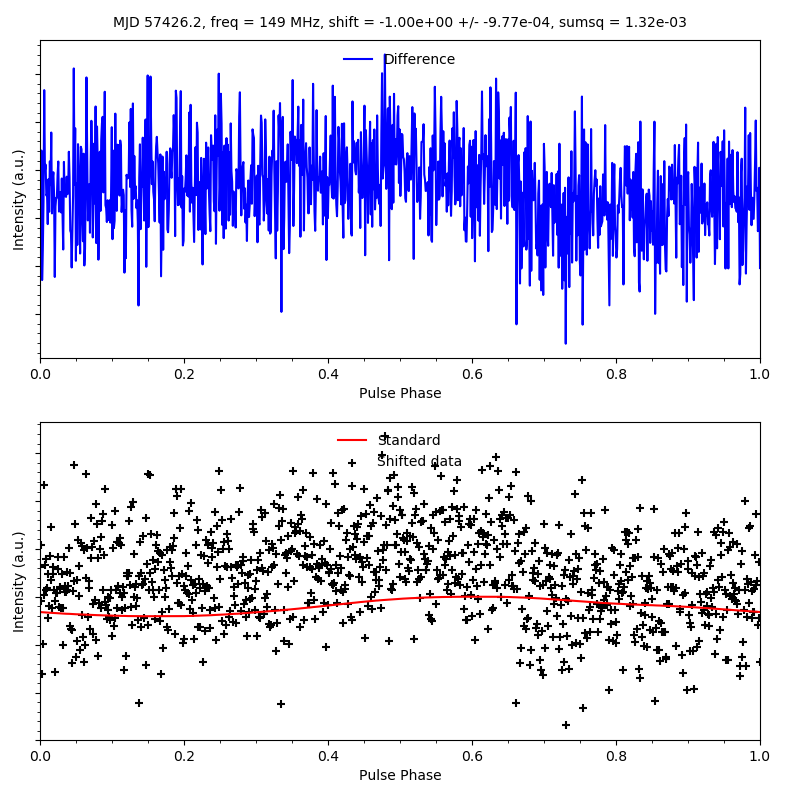 MJD 57426.2, freq = 149 MHz, shift = -1.00e+00 +/- -9.77e-04, sumsq = 1.32e-03
Difference
Intensity (a.u.)
0.0 0.2 0.4 0.6 0.8 1.0
Pulse Phase
Standard
Shifted data
Intensity (a.u.)
0.0 0.2 0.4 0.6 0.8 1.0
Pulse Phase